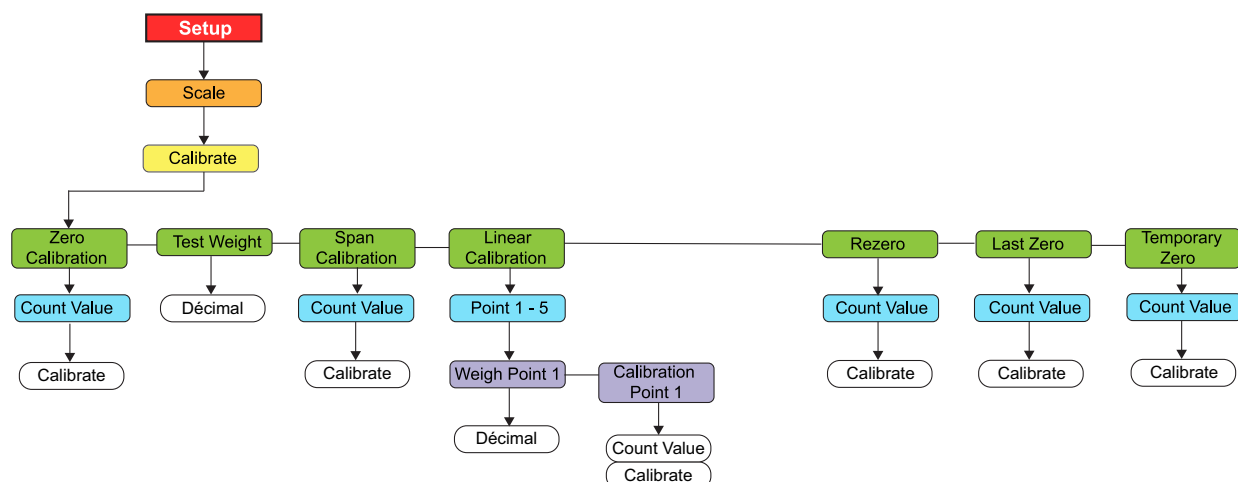 Setup
Scale
Calibrate
Zero
Calibration
Test Weight
Span
Calibration
Linear
Calibration
Rezero
Last Zero
Temporary
Zero
Count Value
Décimal
Count Value
Point 1 - 5
Count Value
Count Value
Count Value
Calibrate
Calibrate
Weigh Point 1
Calibration
Point 1
Calibrate
Calibrate
Calibrate
Décimal
Count Value
Calibrate